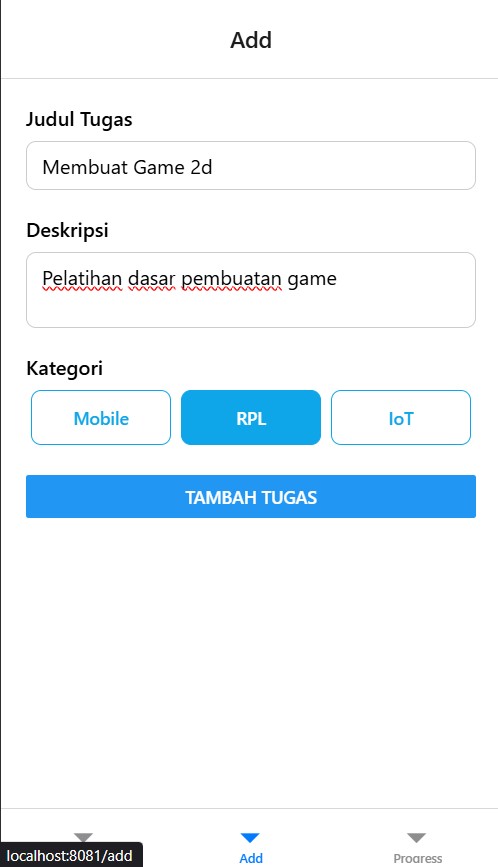 Add
Judul Tugas
Membuat Game 2d
Deskripsi
Pelatihan dasar pembuatan game
Kategori
Mobile
RPL
IoT
TAMBAH TUGAS
localhost:8081/add
Add
Progress